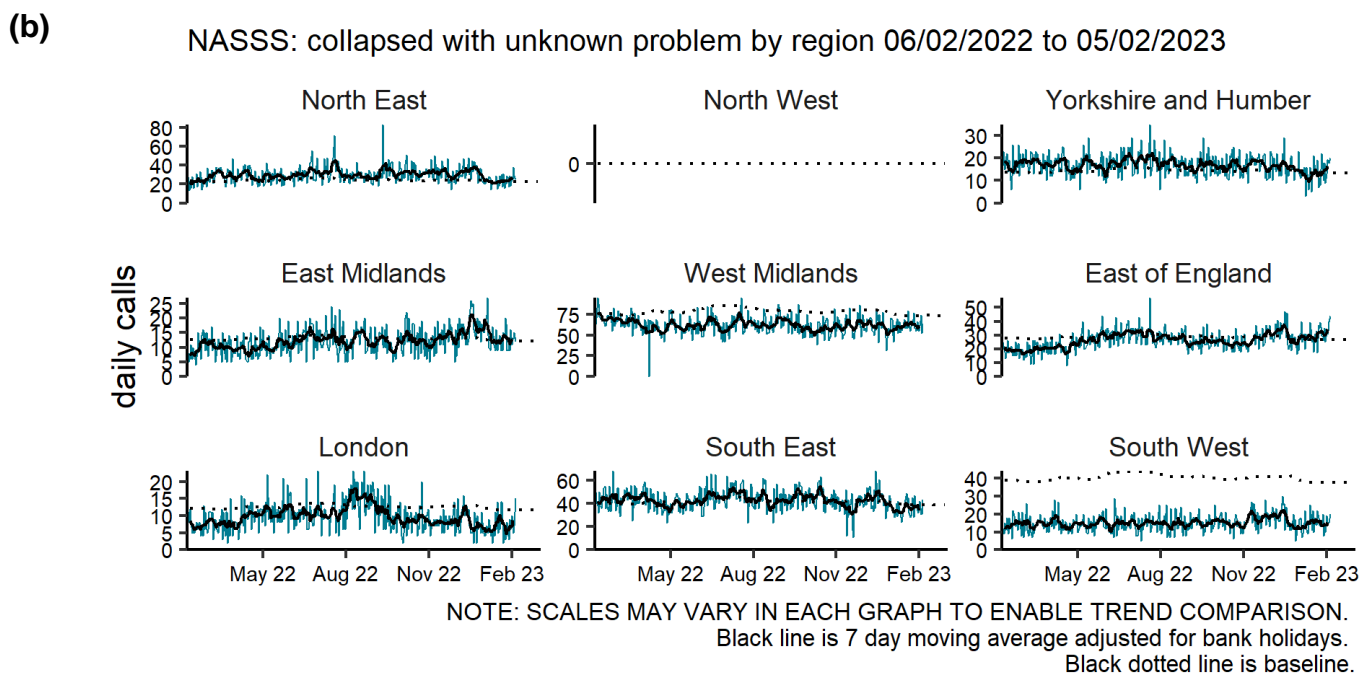 (b)
NASSS: collapsed with unknown problem by region 06/02/2022 to 05/02/2023
North East
North West
Yorkshire and Humber
80
60
40
20
0
0
30
20
10
0
East Midlands
West Midlands
East of England
daily calls
25
20
15
10
5
0
75
50
25
0
50
40
30
20
10
0
London
South East
South West
20
15
10
5
0
60
40
20
0
40
30
20
10
0
May 22 Aug 22 Nov 22 Feb 23
May 22 Aug 22 Nov 22 Feb 23
May 22 Aug 22 Nov 22 Feb 23
NOTE: SCALES MAY VARY IN EACH GRAPH TO ENABLE TREND COMPARISON.
Black line is 7 day moving average adjusted for bank holidays.
Black dotted line is baseline.